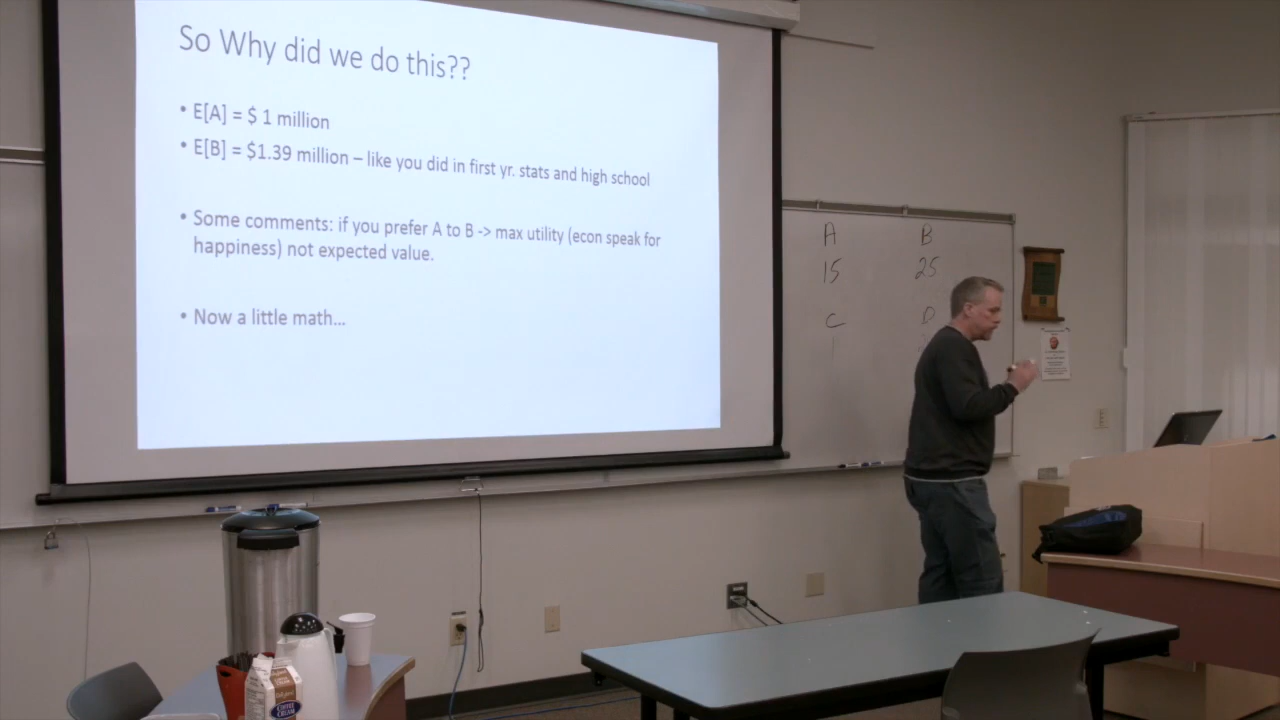 So Why did we do this??
• E[A] = $ 1 million
• E[B] = $1.39 million – like you did in first yr. stats and high school
• Some comments: if you prefer A to B -> max utility (econ speak for
happiness) not expected value.
• Now a little math...
A B
15 25
C D
1